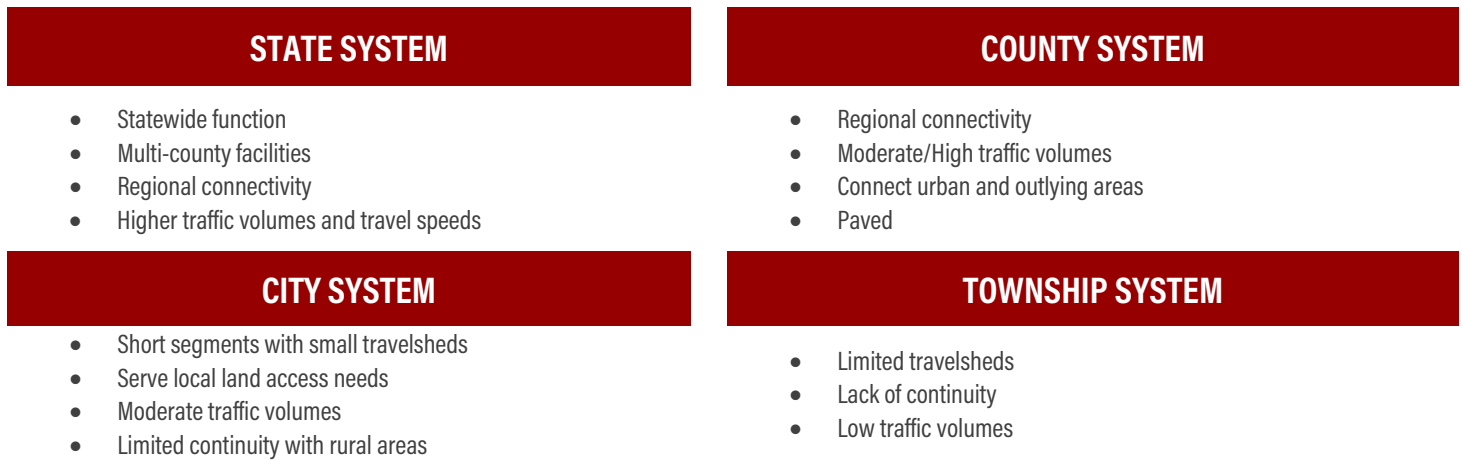 STATE SYSTEM
• Statewide function
• Multi-county facilities
• Regional connectivity
• Higher traffic volumes and travel speeds
COUNTY SYSTEM
• Regional connectivity
• Moderate/High traffic volumes
• Connect urban and outlying areas
• Paved
CITY SYSTEM
• Short segments with small travelsheds
• Serve local land access needs
• Moderate traffic volumes
• Limited continuity with rural areas
TOWNSHIP SYSTEM
• Limited travelsheds
• Lack of continuity
• Low traffic volumes